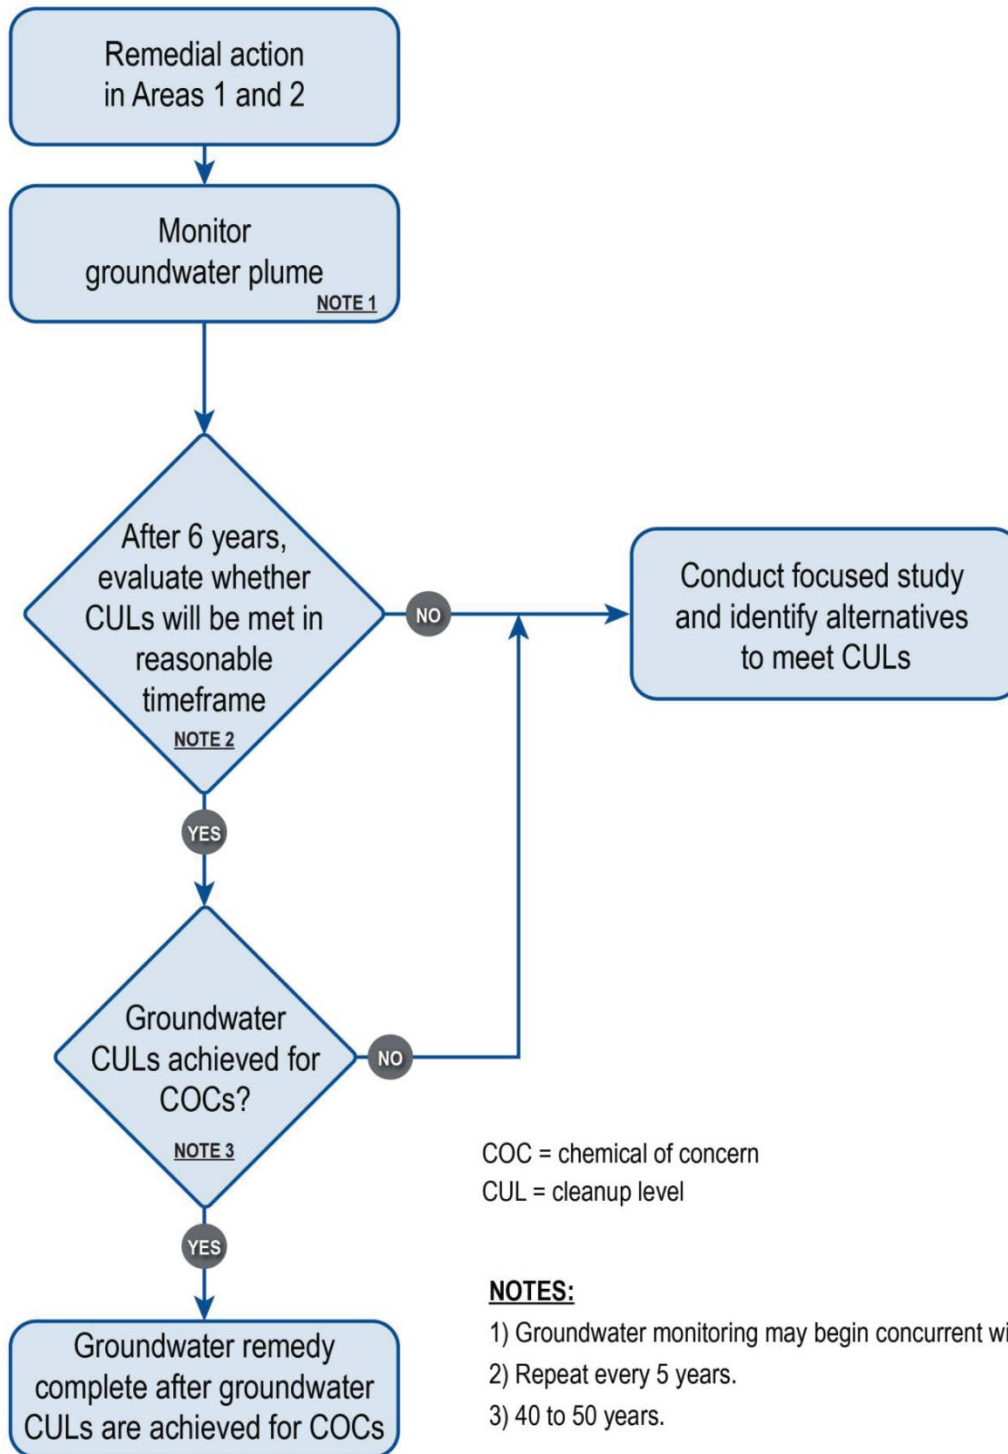 Remedial action
in Areas 1 and 2
Monitor
groundwater plume
NOTE 1
After 6 years,
evaluate whether
CULs will be met in
reasonable
timeframe
NOTE 2
NO
Conduct focused study
and identify alternatives
to meet CULs
YES
Groundwater
CULs achieved for
COCs?
NOTE 3
NO
YES
Groundwater remedy
complete after groundwater
CULs are achieved for COCs
COC = chemical of concern
CUL = cleanup level
NOTES:
1) Groundwater monitoring may begin concurrent
2) Repeat every 5 years.
3) 40 to 50 years.